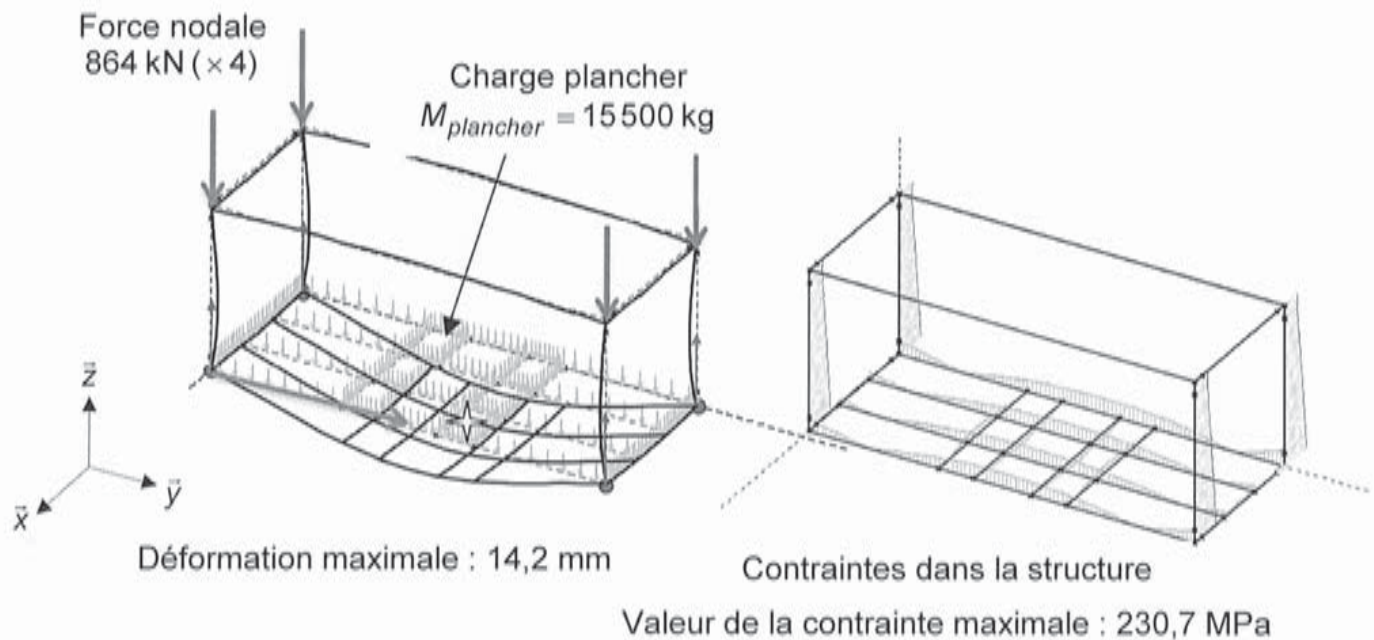 Force nodale
864 kN (× 4)
Charge plancher
M_plancher = 15 500 kg
z
y
x
Déformation maximale : 14,2 mm
Contraintes dans la structure
Valeur de la contrainte maximale : 230,7 MPa